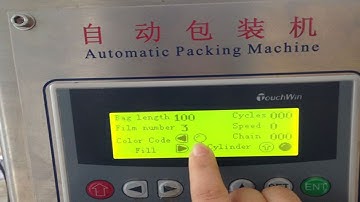 自动包装机
Automatic Packing Machine
TouchWin
Bag length 100 Cycles 000
Film number 3 Speed 0
Color Code Chain 000
Fill Cylinder
SET ENT